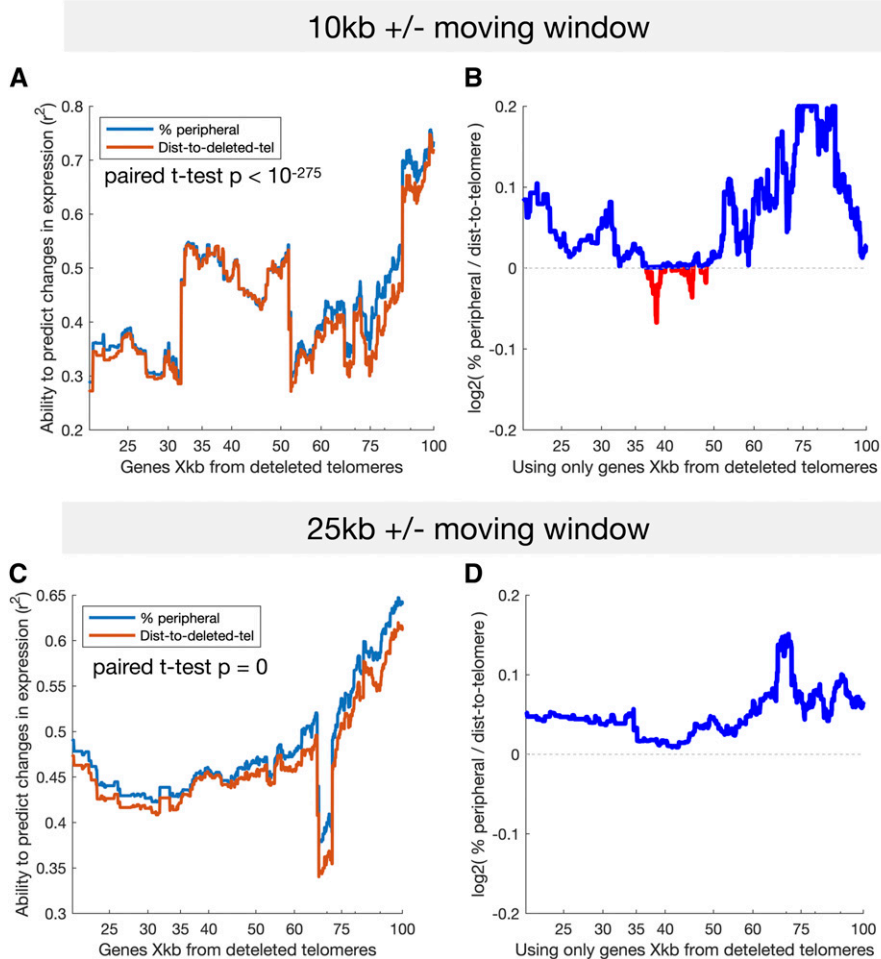 10kb +/- moving window
A
B
0.8
0.7
0.6
0.5
0.4
0.3
0.2
Ability to predict changes in expression (r²)
% peripheral
Dist-to-deleted-tel
paired t-test p < 10⁻²⁷⁵
25 30 35 40 50 60 75 100
Genes Xkb from deteleted telomeres
0.2
0.1
0
-0.1
-0.2
log2( % peripheral / dist-to-telomere )
25 30 40 50 60 75 100
Using only genes Xkb from deleted telomeres
25kb +/- moving window
C
D
0.65
0.6
0.55
0.5
0.45
0.4
0.35
0.3
Ability to predict changes in expression (r²)
% peripheral
Dist-to-deleted-tel
paired t-test p = 0
25 30 35 40 50 60 75 100
Genes Xkb from deteleted telomeres
0.2
0.1
0
-0.1
-0.2
log2( % peripheral / dist-to-telomere )
25 30 40 50 60 75 100
Using only genes Xkb from deleted telomeres